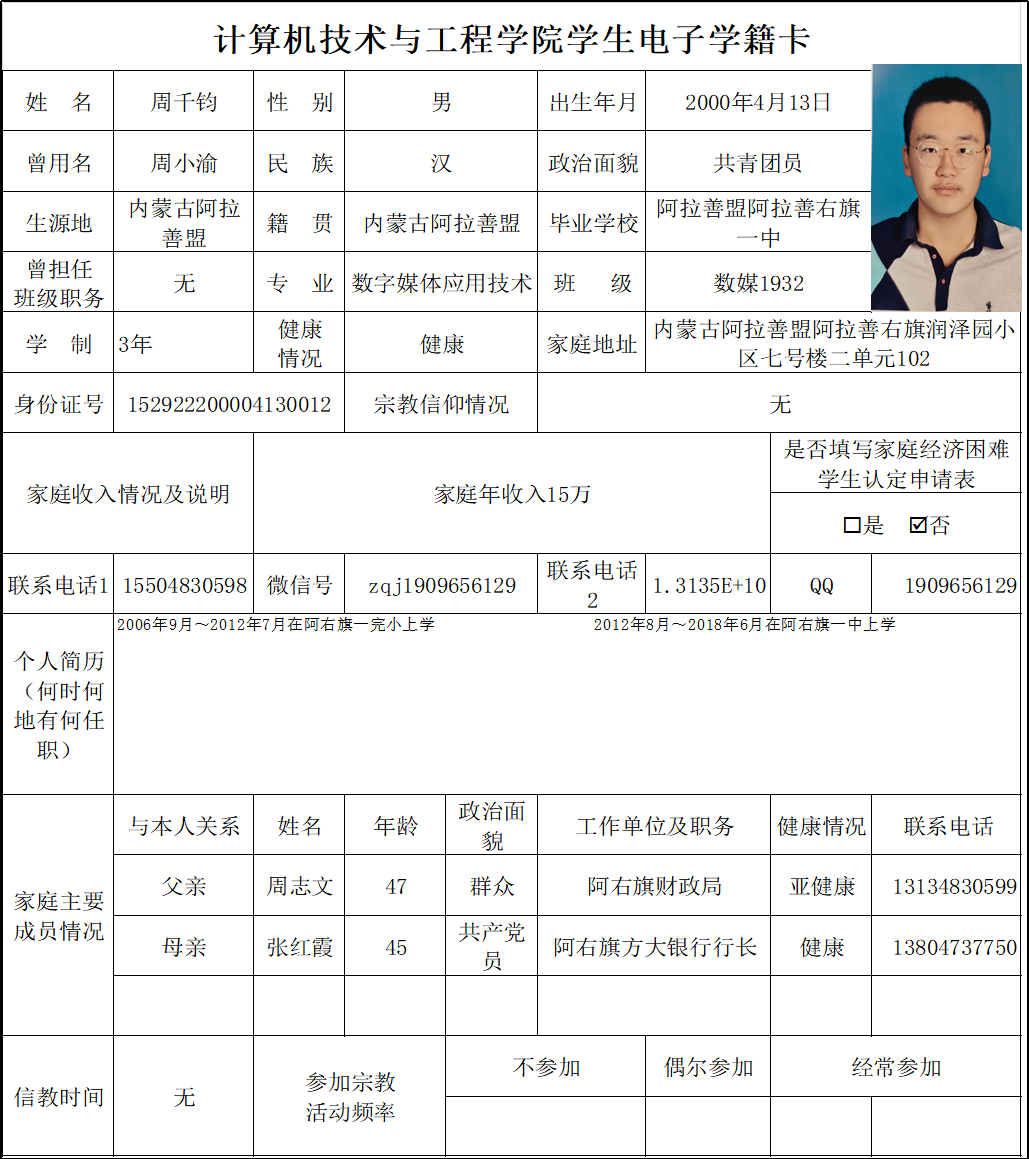 计算机技术与工程学院学生电子学籍卡
姓 名 周千钧 性 别 男 出生年月 2000年4月13日
曾用名 周小渝 民 族 汉 政治面貌 共青团员
生源地 内蒙古阿拉善盟 籍 贯 内蒙古阿拉善盟 毕业学校 阿拉善盟阿拉善右旗一中
曾担任班级职务 无 专 业 数字媒体应用技术 班 级 数媒1932
学 制 3年 健康情况 健康 家庭地址 内蒙古阿拉善盟阿拉善右旗润泽园小区七号楼二单元102
身份证号 152922200004130012 宗教信仰情况 无
家庭收入情况及说明 家庭年收入15万 是否填写家庭经济困难学生认定申请表
☐是 ☑否
联系电话1 15504830598 微信号 zqj1909656129 联系电话2 1.3135E+10 QQ 1909656129
个人简历（何时何地有何任职） 2006年9月～2012年7月在阿右旗一完小上学 2012年8月～2018年6月在阿右旗一中上学
家庭主要成员情况 与本人关系 姓名 年龄 政治面貌 工作单位及职务 健康情况 联系电话
父亲 周志文 47 群众 阿右旗财政局 亚健康 13134830599
母亲 张红霞 45 共产党员 阿右旗方大银行行长 健康 13804737750
信教时间 无 参加宗教活动频率 不参加 偶尔参加 经常参加